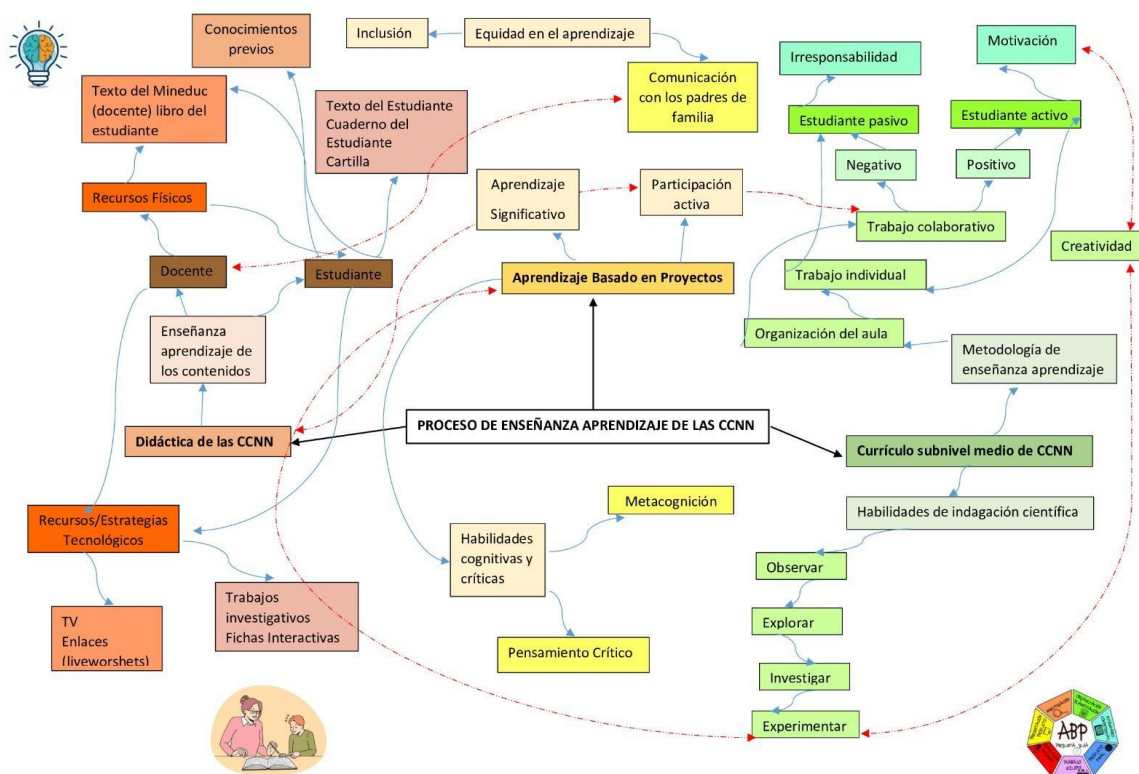 Conocimientos
previos
Inclusión
Equidad en el aprendizaje
Motivación
Irresponsabilidad
Comunicación
con los padres de
familia
Texto del Mineduc
(docente) libro del
estudiante
Texto del Estudiante
Cuaderno del
Estudiante
Cartilla
Estudiante pasivo
Estudiante activo
Negativo
Positivo
Aprendizaje
Significativo
Participación
activa
Recursos Físicos
Trabajo colaborativo
Creatividad
Docente
Estudiante
Aprendizaje Basado en Proyectos
Trabajo individual
Enseñanza
aprendizaje de
los contenidos
Organización del aula
Metodología de
enseñanza aprendizaje
PROCESO DE ENSEÑANZA APRENDIZAJE DE LAS CCNN
Didáctica de las CCNN
Currículo subnivel medio de CCNN
Metacognición
Habilidades de indagación científica
Recursos/Estrategias
Tecnológicos
Habilidades
cognitivas y
críticas
Observar
Trabajos
investigativos
Fichas Interactivas
TV
Enlaces
(liveworshets)
Explorar
Pensamiento Crítico
Investigar
Experimentar
ABP